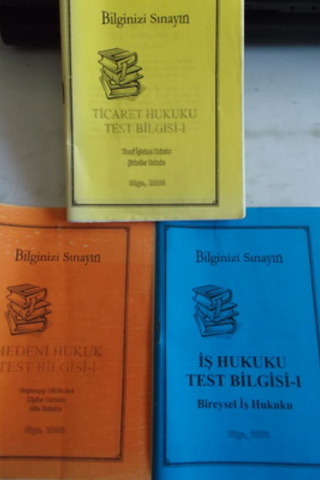 Bilginizi Sınayın
TİCARET HUKUKU
TEST BİLGİSİ-I
Bilginizi Sınayın
MEDENİ HUKUK
TEST BİLGİSİ-I
Bilginizi Sınayın
İŞ HUKUKU
TEST BİLGİSİ-I
Bireysel İş Hukuku